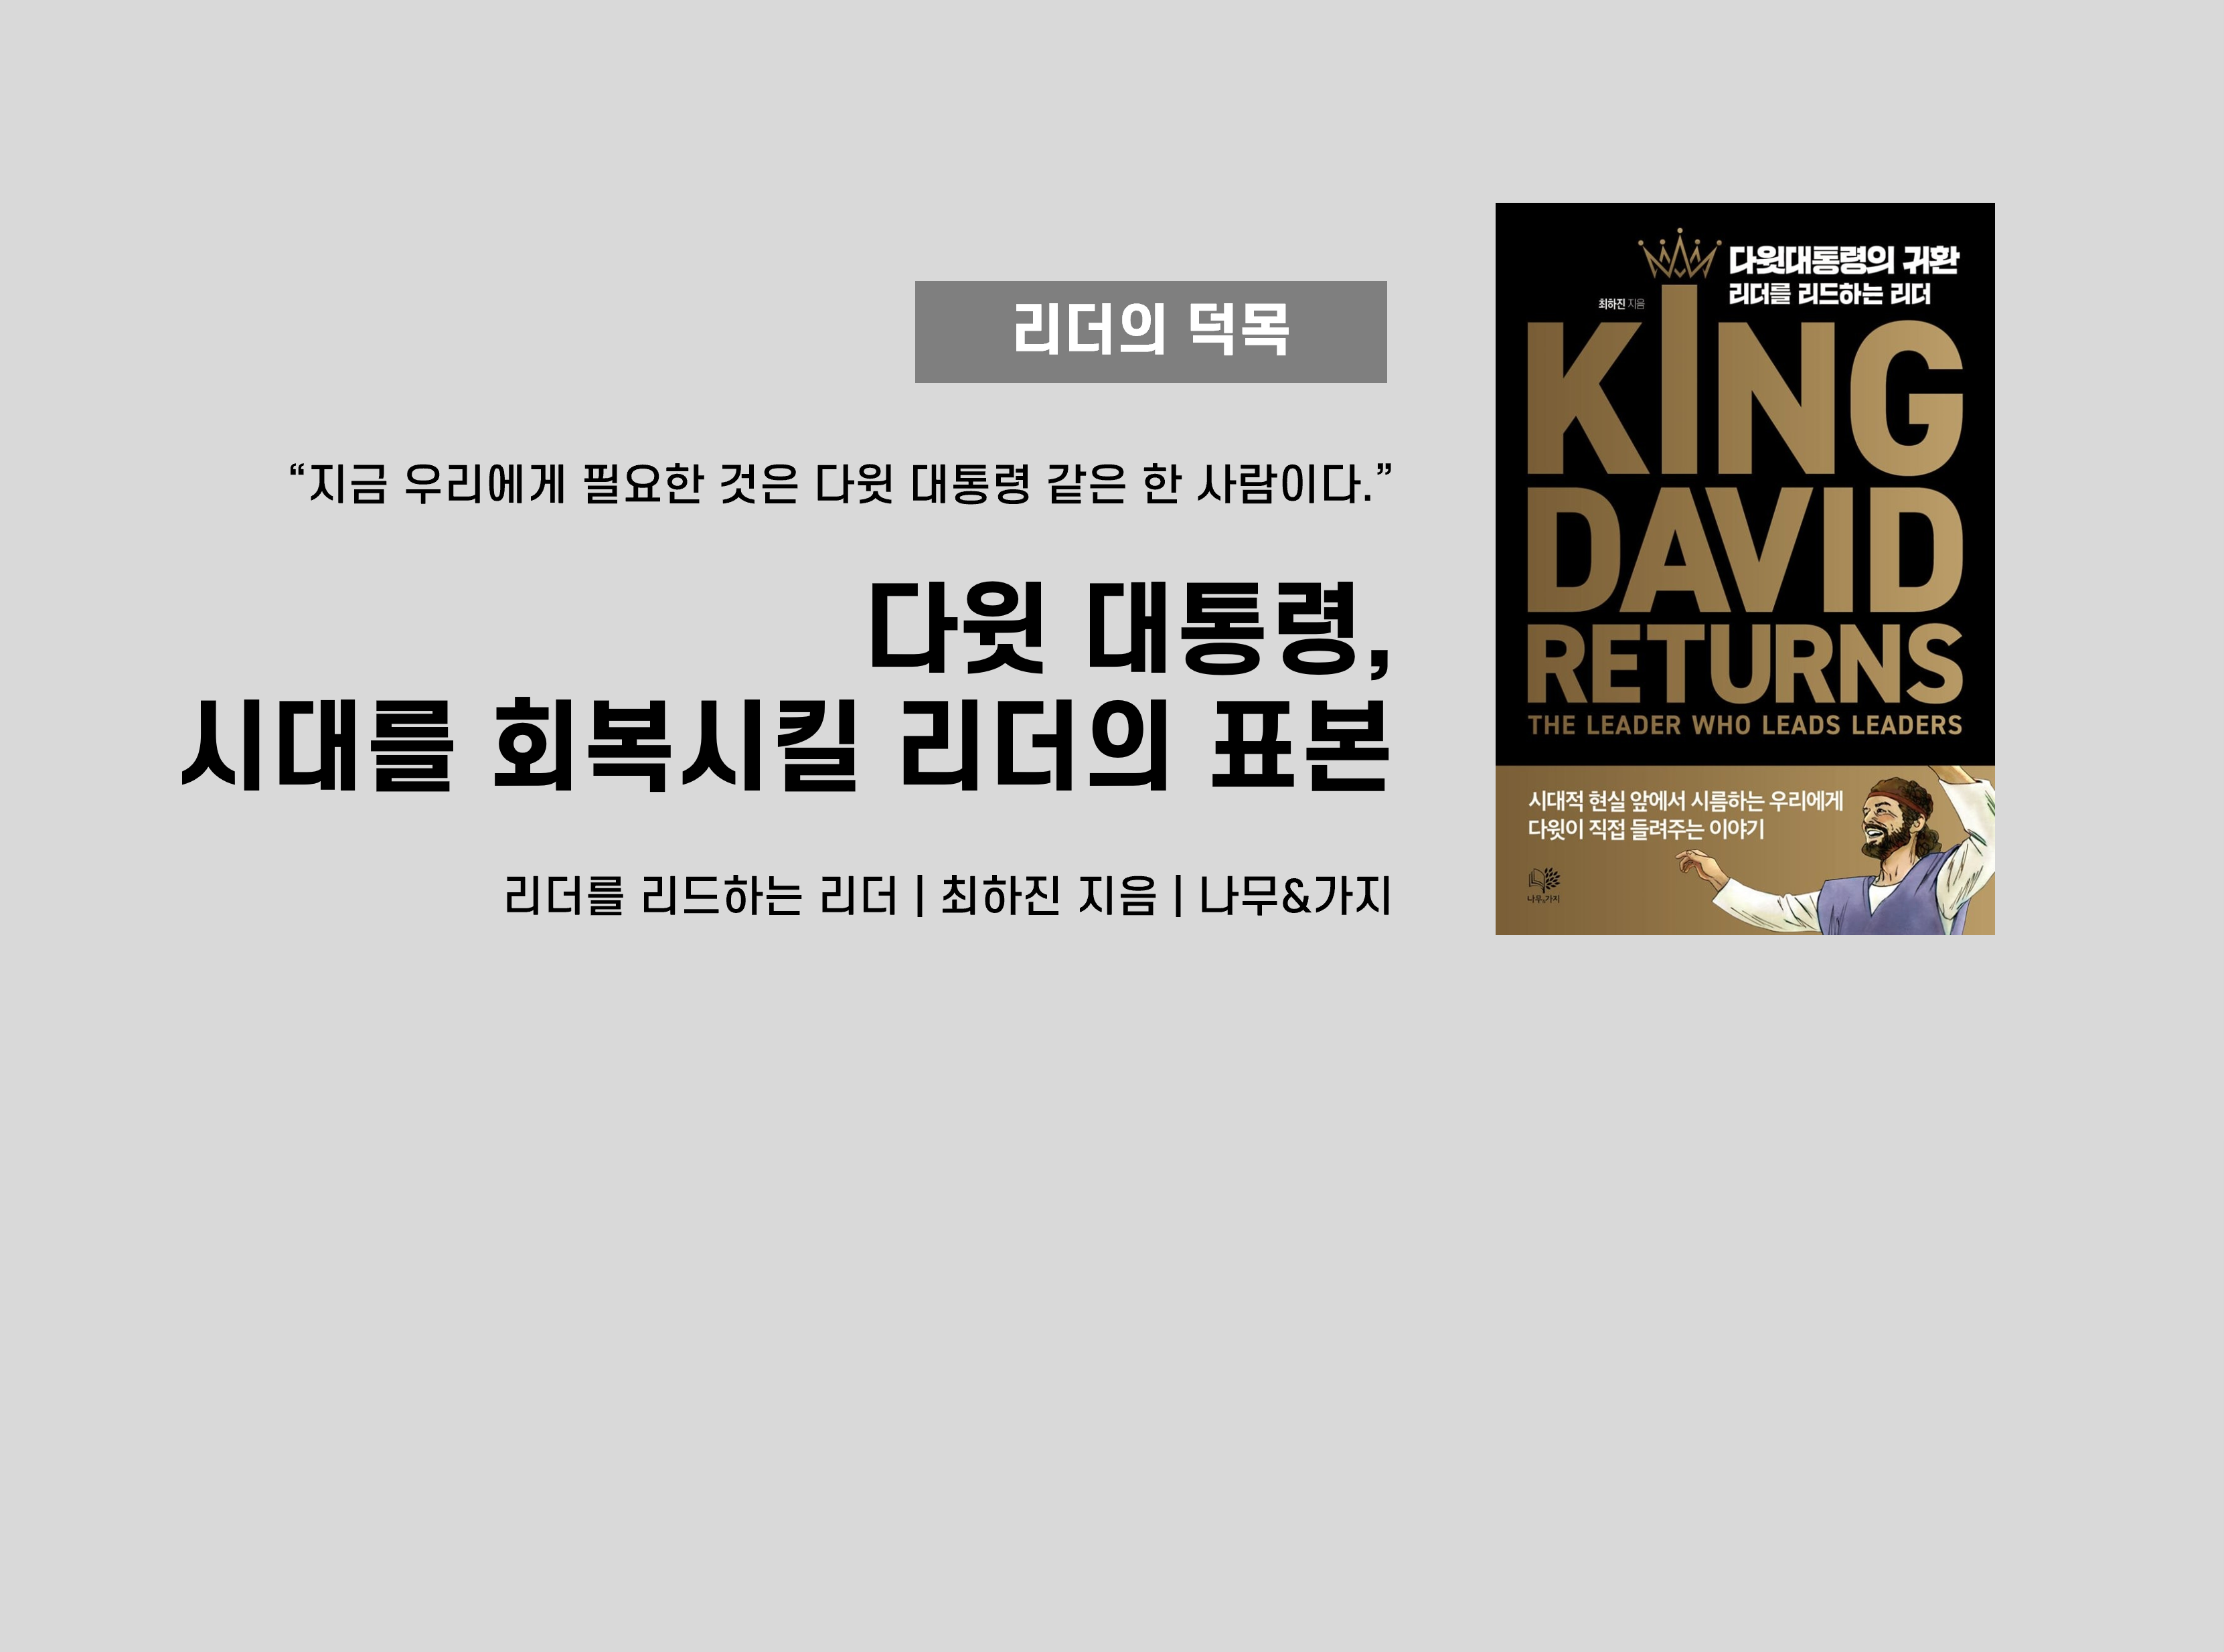 리더의 덕목
“지금 우리에게 필요한 것은 다윗 대통령 같은 한 사람이다.”
다윗 대통령,
시대를 회복시킬 리더의 표본
리더를 리드하는 리더 | 최하진 지음 | 나무&가지
다윗대통령의 귀환
리더를 리드하는 리더
최하진 지음
KING
DAVID
RETURNS
THE LEADER WHO LEADS LEADERS
시대적 현실 앞에서 시름하는 우리에게
다윗이 직접 들려주는 이야기
나무&가지